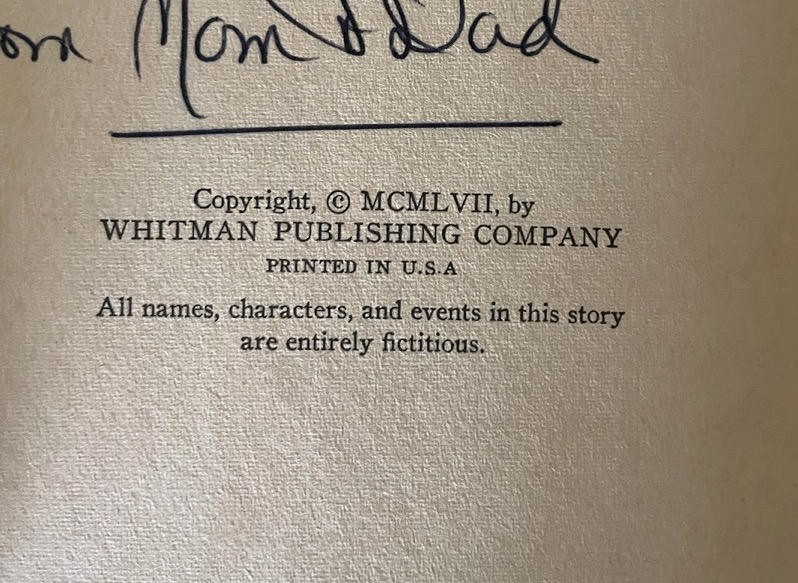 Mom & Dad
Copyright, © MCMLVII, by
WHITMAN PUBLISHING COMPANY
PRINTED IN U.S.A
All names, characters, and events in this story
are entirely fictitious.